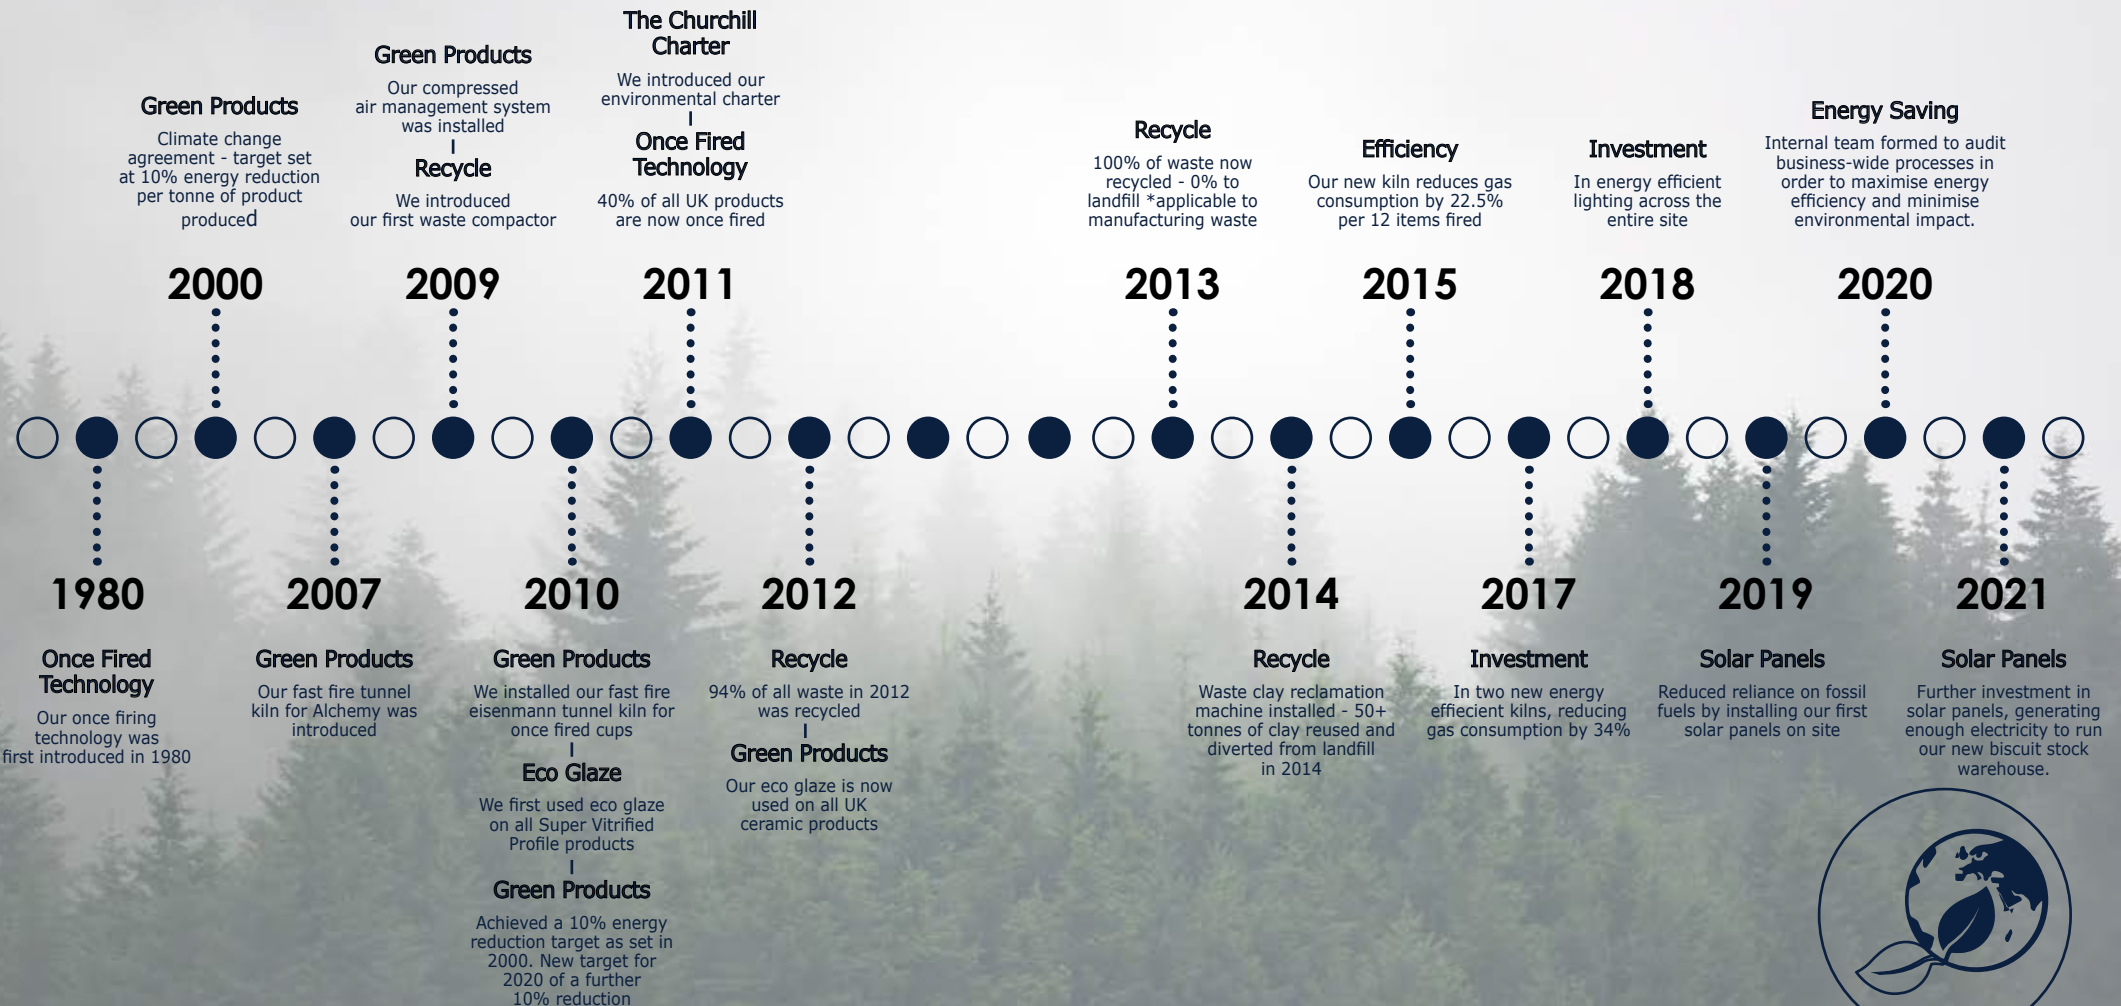 Green Products
Climate change
agreement - target set
at 10% energy reduction
per tonne of product
produced
2000
Green Products
Our compressed
air management system
was installed
Recycle
We introduced
our first waste compactor
2009
The Churchill
Charter
We introduced our
environmental charter
Once Fired
Technology
40% of all UK products
are now once fired
2011
Recycle
100% of waste now
recycled - 0% to
landfill *applicable to
manufacturing waste
2013
Efficiency
Our new kiln reduces gas
consumption by 22.5%
per 12 items fired
2015
Investment
In energy efficient
lighting across the
entire site
2018
Energy Saving
Internal team formed to audit
business-wide processes in
order to maximise energy
efficiency and minimise
environmental impact.
2020
1980
Once Fired
Technology
Our once firing
technology was
first introduced in 1980
2007
Green Products
Our fast fire tunnel
kiln for Alchemy was
introduced
2010
Green Products
We installed our fast fire
eisenmann tunnel kiln for
once fired cups
Eco Glaze
We first used eco glaze
on all Super Vitrified
Profile products
Green Products
Achieved a 10% energy
reduction target as set in
2000. New target for
2020 of a further
10% reduction
2012
Recycle
94% of all waste in 2012
was recycled
Green Products
Our eco glaze is now
used on all UK
ceramic products
2014
Recycle
Waste clay reclamation
machine installed - 50+
tonnes of clay reused and
diverted from landfill
in 2014
2017
Investment
In two new energy
effiecient kilns, reducing
gas consumption by 34%
2019
Solar Panels
Reduced reliance on fossil
fuels by installing our first
solar panels on site
2021
Solar Panels
Further investment in
solar panels, generating
enough electricity to run
our new biscuit stock
warehouse.